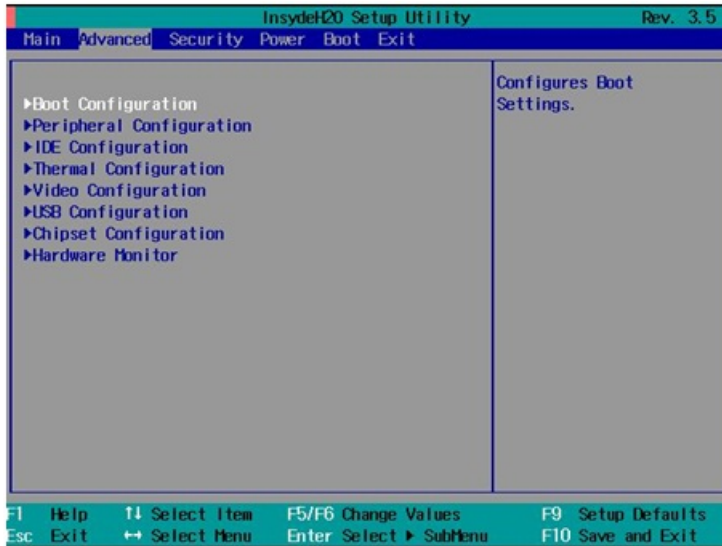 InsydeH2O Setup Utility Rev. 3.5
Main Advanced Security Power Boot Exit
▶Boot Configuration
▶Peripheral Configuration
▶IDE Configuration
▶Thermal Configuration
▶Video Configuration
▶USB Configuration
▶Chipset Configuration
▶Hardware Monitor
Configures Boot
Settings.
F1 Help ↑↓ Select Item F5/F6 Change Values F9 Setup Defaults
Esc Exit ↔ Select Menu Enter Select ▶ SubMenu F10 Save and Exit